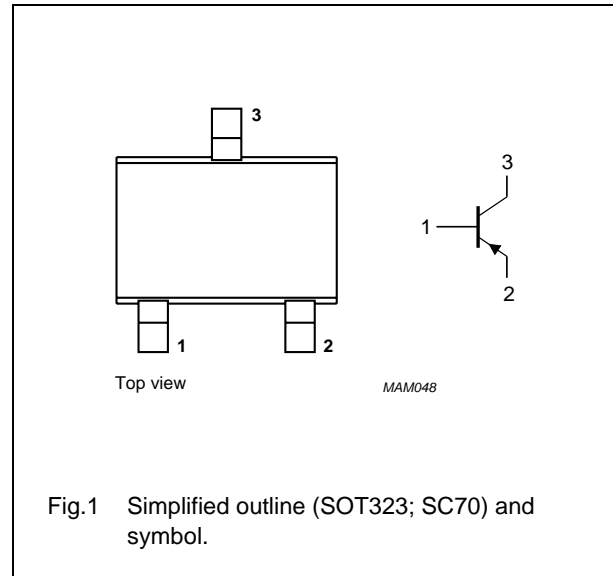 3
1
2
Top view
3
1
2
MAM048
Fig.1 Simplified outline (SOT323; SC70) and
symbol.